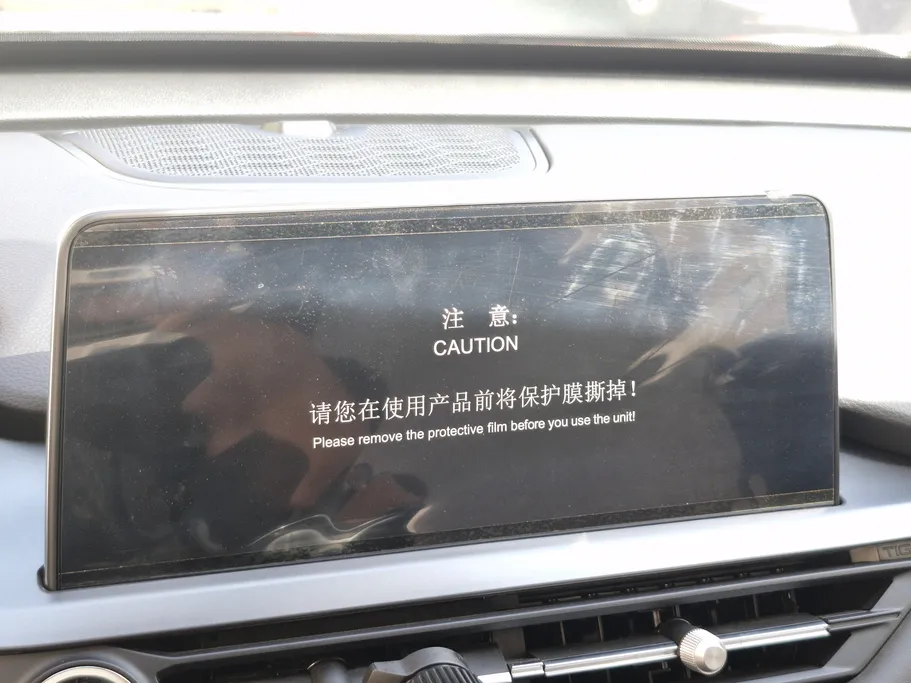 注 意:
CAUTION
请您在使用产品前将保护膜撕掉!
Please remove the protective film before you use the unit!
TIG